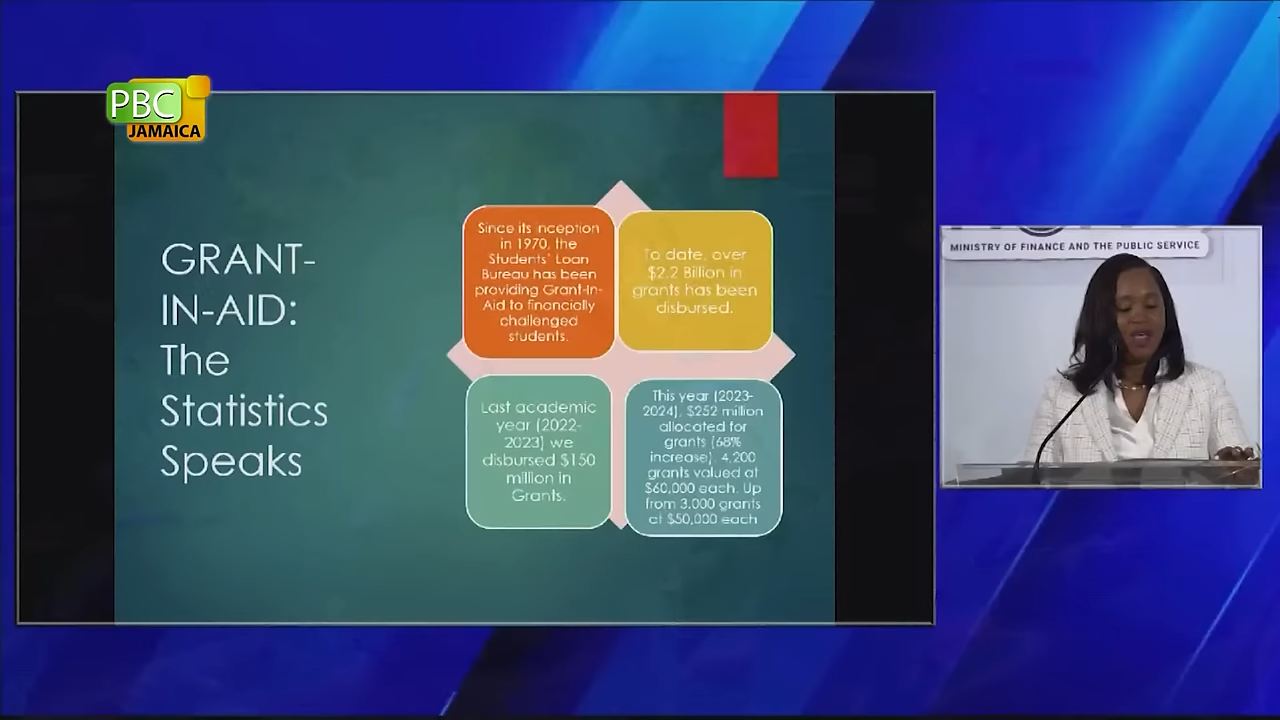 PBC
JAMAICA
GRANT-
IN-AID:
The
Statistics
Speaks
Since its inception
in 1970, the
Students' Loan
Bureau has been
providing Grant-In-
Aid to financially
challenged
students.
To date, over
$2.2 Billion in
grants has been
disbursed.
Last academic
year (2022-
2023) we
disbursed $150
million in
Grants.
This year (2023-
2024), $252 million
allocated for
grants (68%
increase). 4,200
grants valued at
$60,000 each. Up
from 3,000 grants
at $50,000 each
MINISTRY OF FINANCE AND THE PUBLIC SERVICE